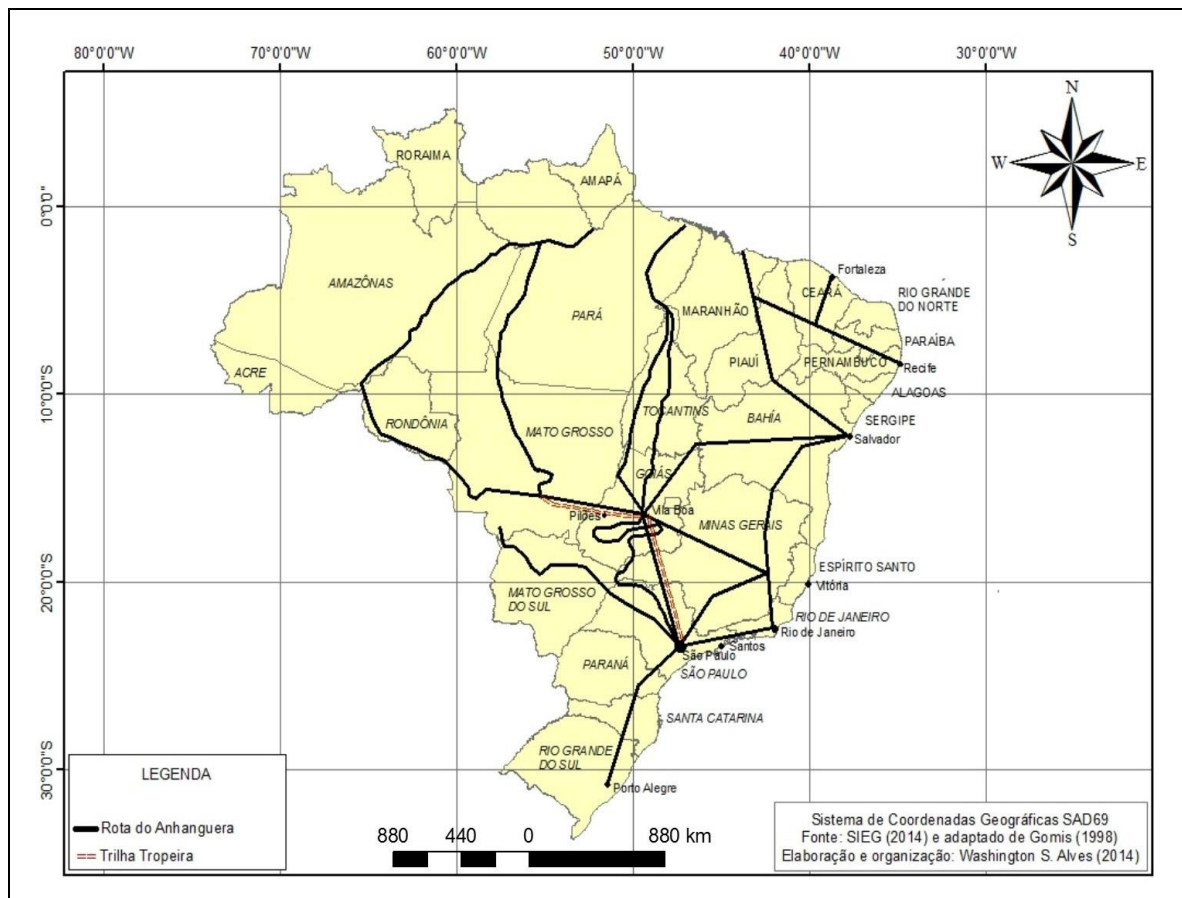 80°0'0"W
70°0'0"W
60°0'0"W
50°0'0"W
40°0'0"W
30°0'0"W
N
W
E
S
0°0'0"
10°0'0"S
20°0'0"S
30°0'0"S
RORAIMA
AMAPÁ
AMAZÔNAS
PARÁ
MARANHÃO
Fortaleza
CEARÁ
RIO GRANDE
DO NORTE
PARAÍBA
PIAUÍ
PERNAMBUCO
Recife
ACRE
ALAGOAS
TOCANTINS
BAHÍA
SERGIPE
RONDÔNIA
MATO GROSSO
Salvador
GOIÁS
Pilões
Vila Boa
MINAS GERAIS
ESPÍRITO SANTO
Vitória
MATO GROSSO
DO SUL
RIO DE JANEIRO
Rio de Janeiro
Santos
São Paulo
PARANÁ
SÃO PAULO
SANTA CATARINA
RIO GRANDE
DO SUL
Porto Alegre
LEGENDA
Rota do Anhanguera
Trilha Tropeira
880 440 0 880 km
Sistema de Coordenadas Geográficas SAD69
Fonte: SIEG (2014) e adaptado de Gomis (1998)
Elaboração e organização: Washington S. Alves (2014)